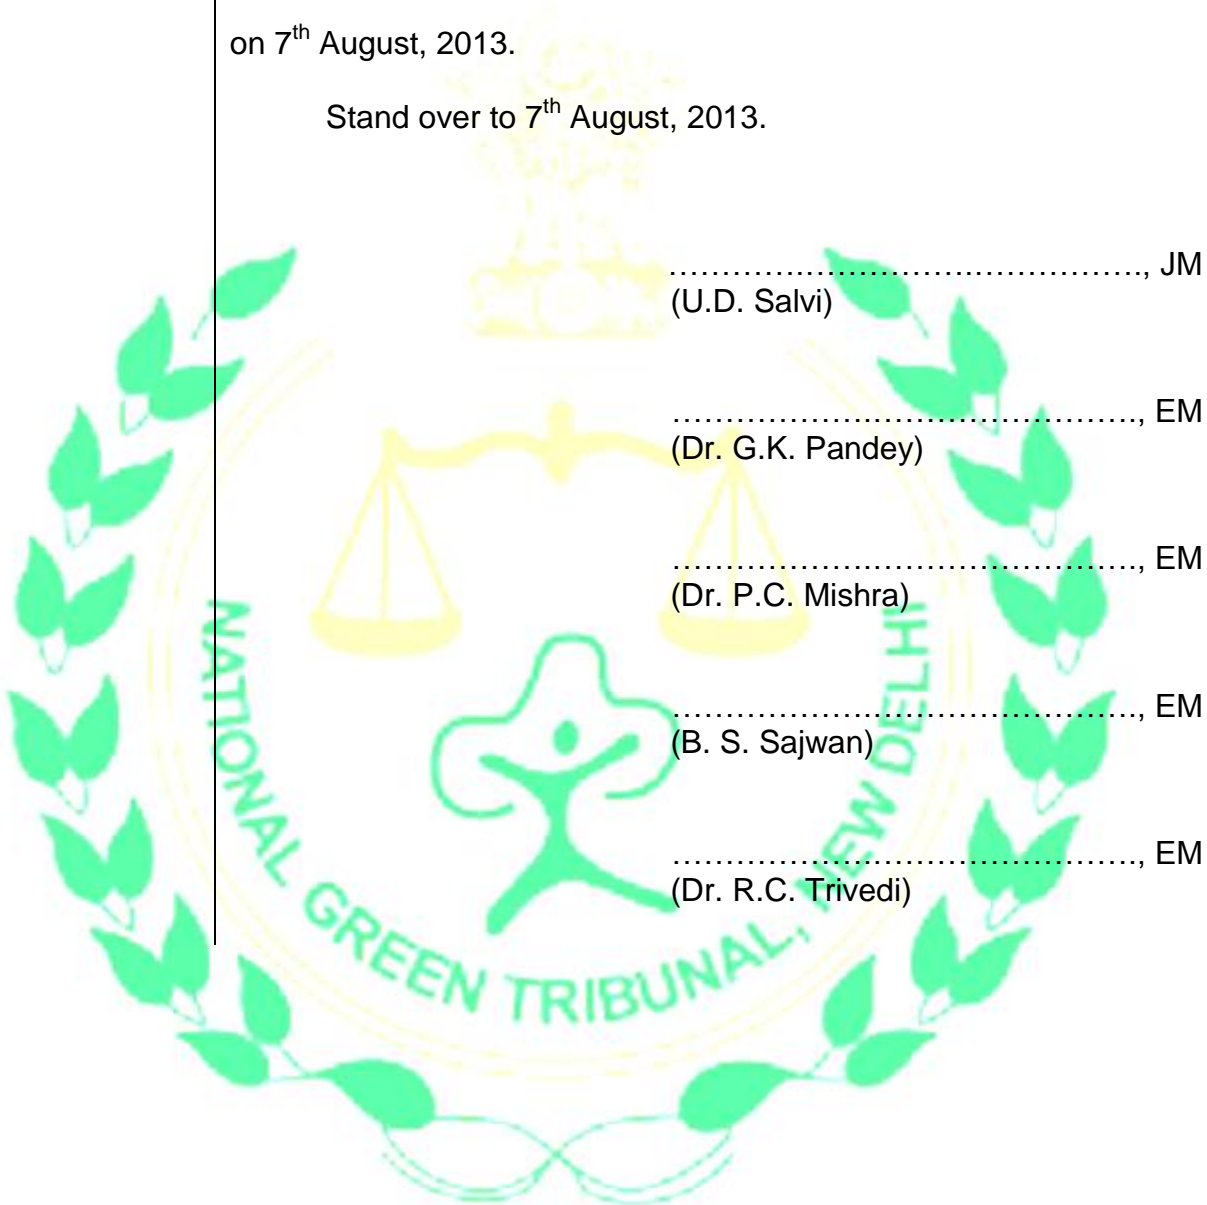 on 7th August, 2013.
Stand over to 7th August, 2013.
…………..……………..……………., JM
(U.D. Salvi)
………………..……..………………., EM
(Dr. G.K. Pandey)
………………..……………………., EM
(Dr. P.C. Mishra)
………………..……………………., EM
(B. S. Sajwan)
………………..……………………., EM
(Dr. R.C. Trivedi)
NATIONAL GREEN TRIBUNAL, NEW DELHI